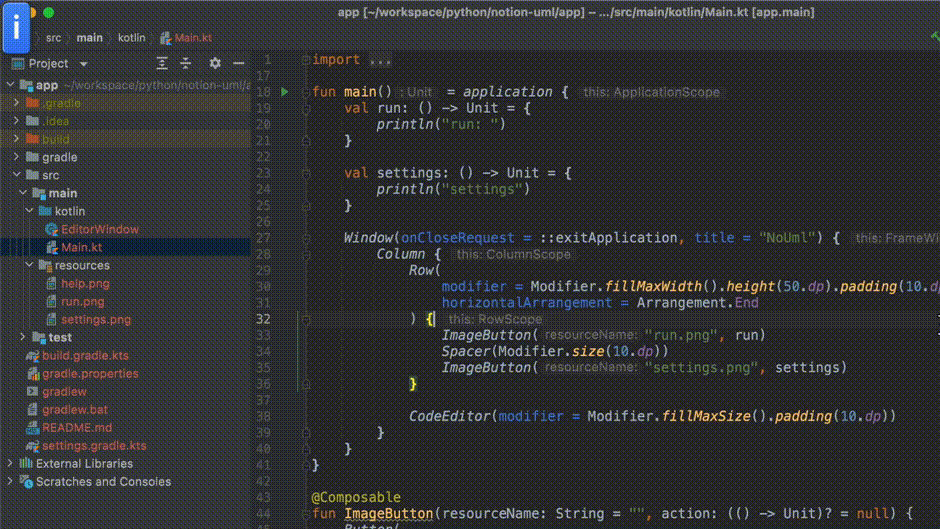 i
app [~/workspace/python/notion-uml/app] – .../src/main/kotlin/Main.kt [app.main]
src main kotlin Main.kt
Project
app ~/workspace/python/notion-uml/a
.gradle
.idea
build
gradle
src
main
kotlin
EditorWindow
Main.kt
resources
help.png
run.png
settings.png
test
build.gradle.kts
gradle.properties
gradlew
gradlew.bat
README.md
settings.gradle.kts
External Libraries
Scratches and Consoles
1 import ...
17
18 fun main() : Unit = application { this: ApplicationScope
19 val run: () -> Unit = {
20 println("run: ")
21 }
22
23 val settings: () -> Unit = {
24 println("settings")
25 }
26
27 Window(onCloseRequest = ::exitApplication, title = "NoUml") { this: FrameWi
28 Column { this: ColumnScope
29 Row(
30 modifier = Modifier.fillMaxWidth().height(50.dp).padding(10.dp
31 horizontalArrangement = Arrangement.End
32 ) { this: RowScope
33 ImageButton( resourceName: "run.png", run)
34 Spacer(Modifier.size(10.dp))
35 ImageButton( resourceName: "settings.png", settings)
36 }
37
38 CodeEditor(modifier = Modifier.fillMaxSize().padding(10.dp))
39 }
40 }
41 }
42
43 @Composable
44 fun ImageButton(resourceName: String = "", action: (() -> Unit)? = null) {
Button(